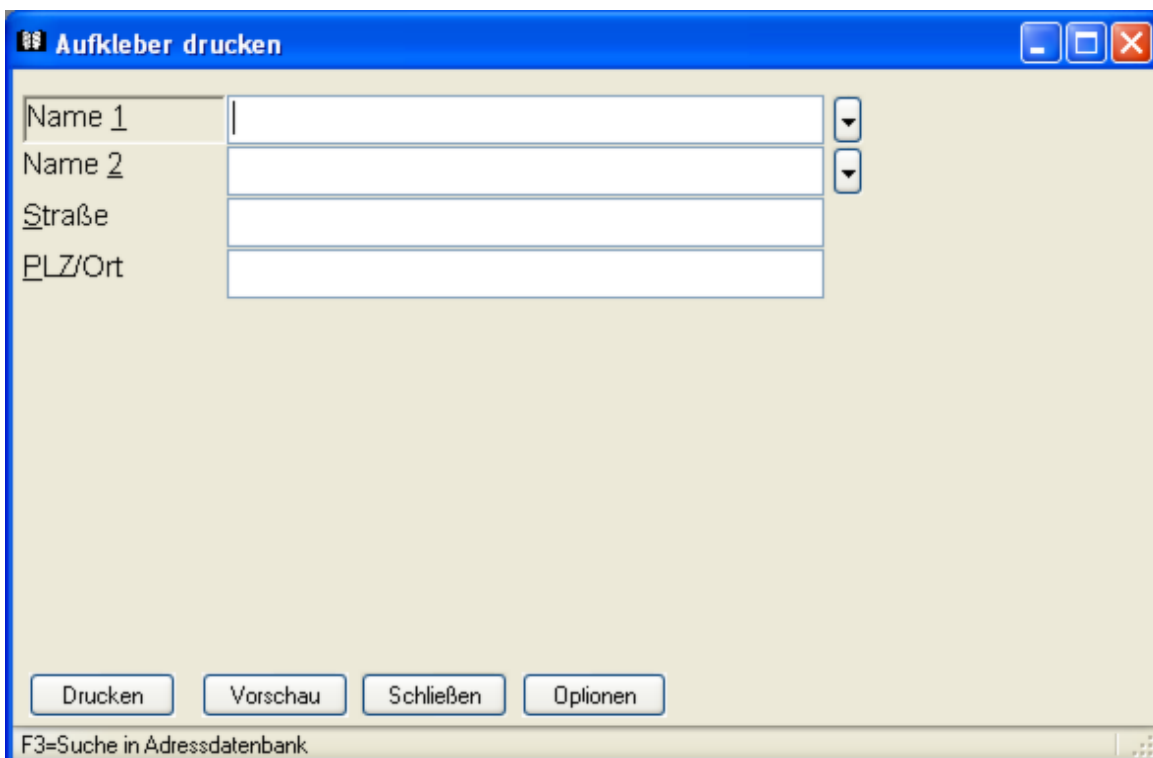 Aufkleber drucken
Name 1
Name 2
Straße
PLZ/Ort
Drucken Vorschau Schließen Optionen
F3=Suche in Adressdatenbank